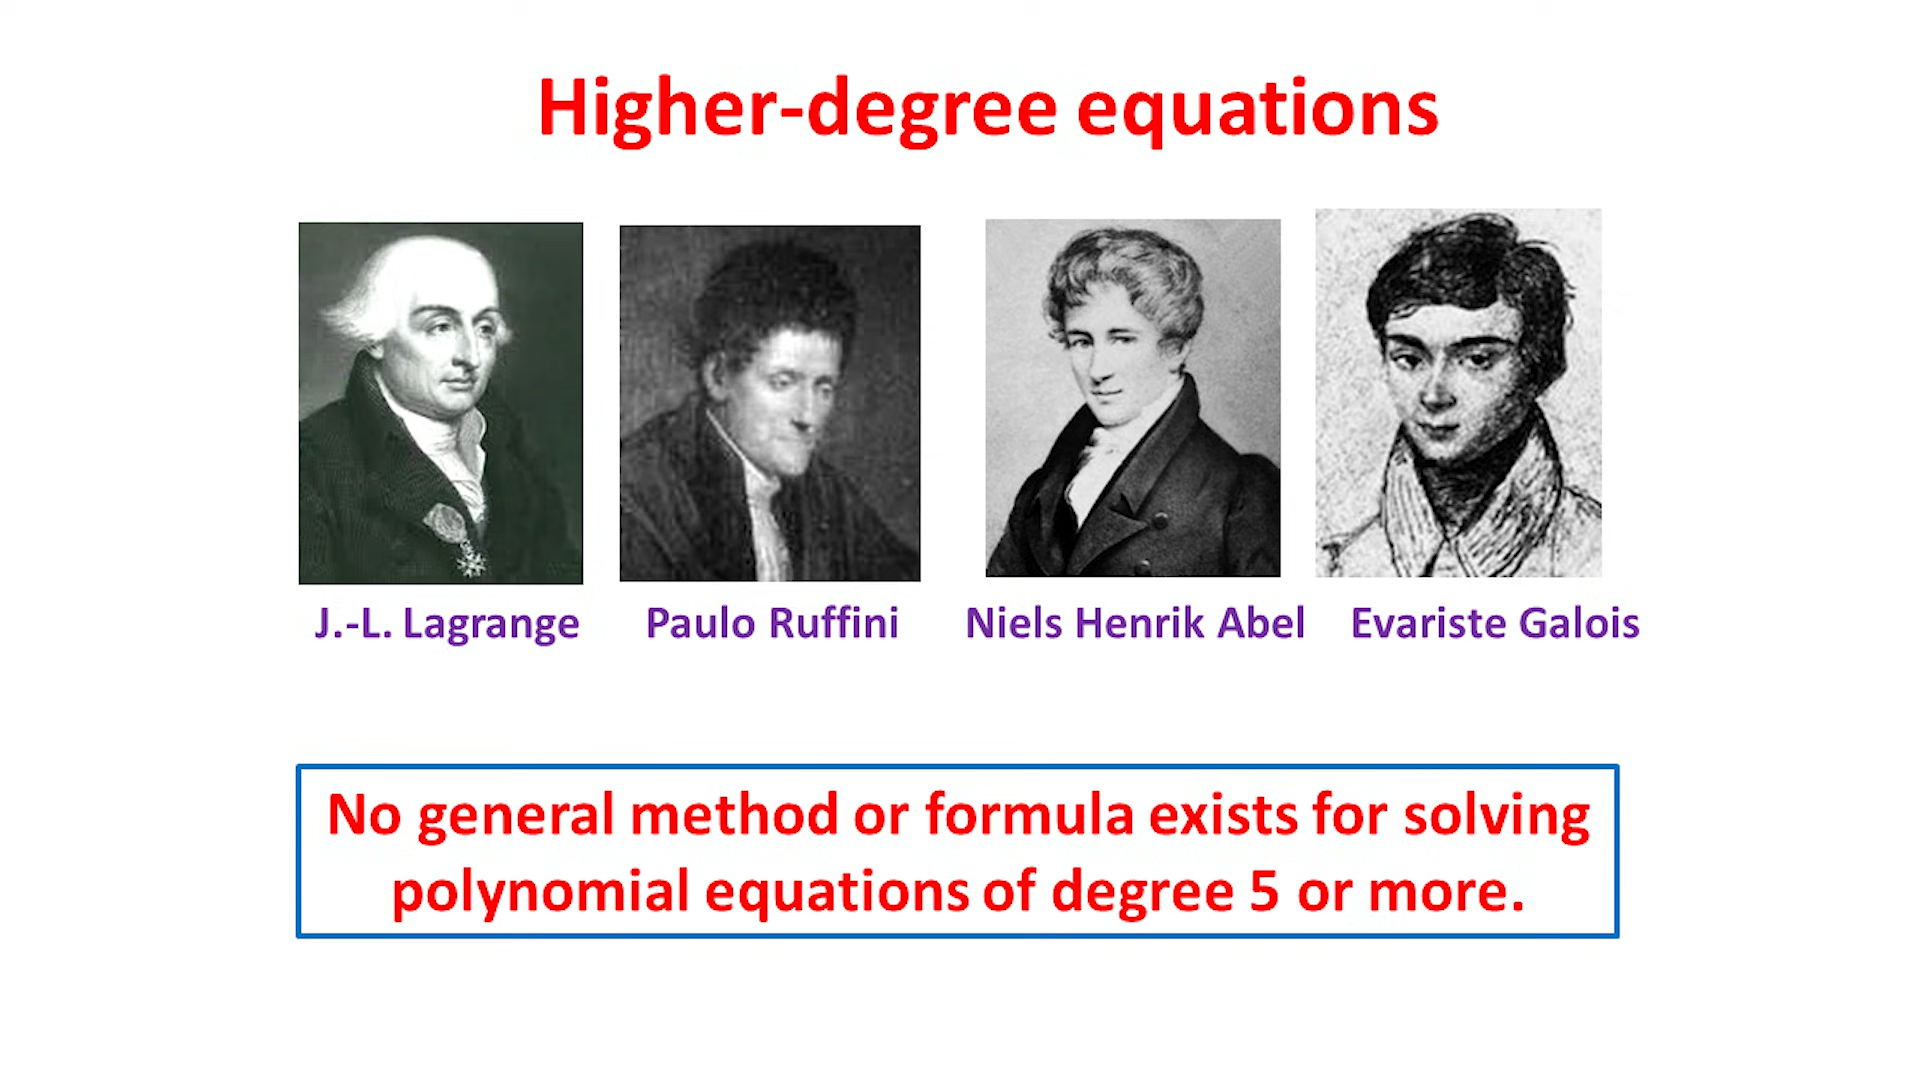 Higher-degree equations
J.-L. Lagrange
Paulo Ruffini
Niels Henrik Abel
Evariste Galois
No general method or formula exists for solving
polynomial equations of degree 5 or more.